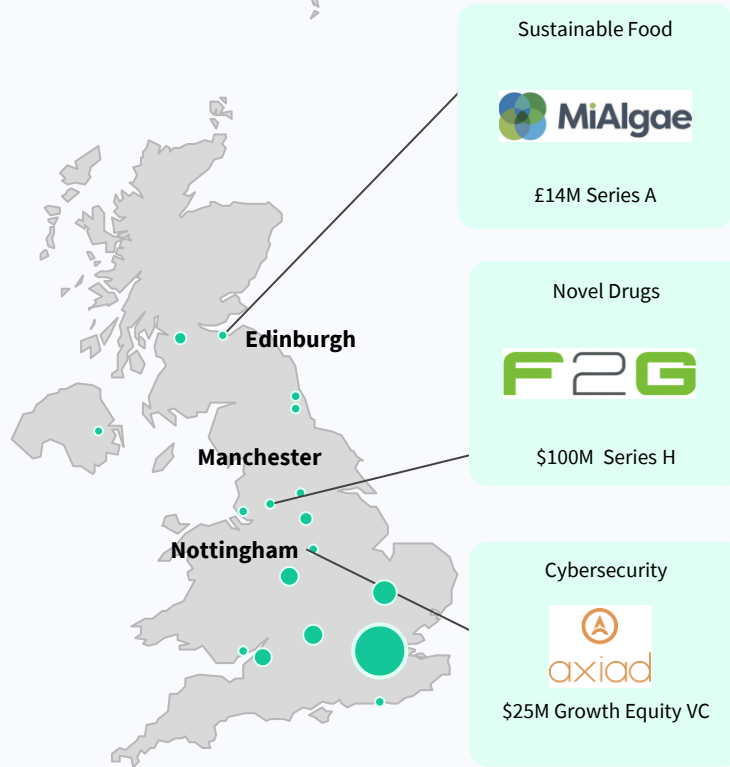 Sustainable Food
MiAlgae
£14M Series A
Edinburgh
Novel Drugs
F2G
$100M Series H
Manchester
Nottingham
Cybersecurity
axiad
$25M Growth Equity VC